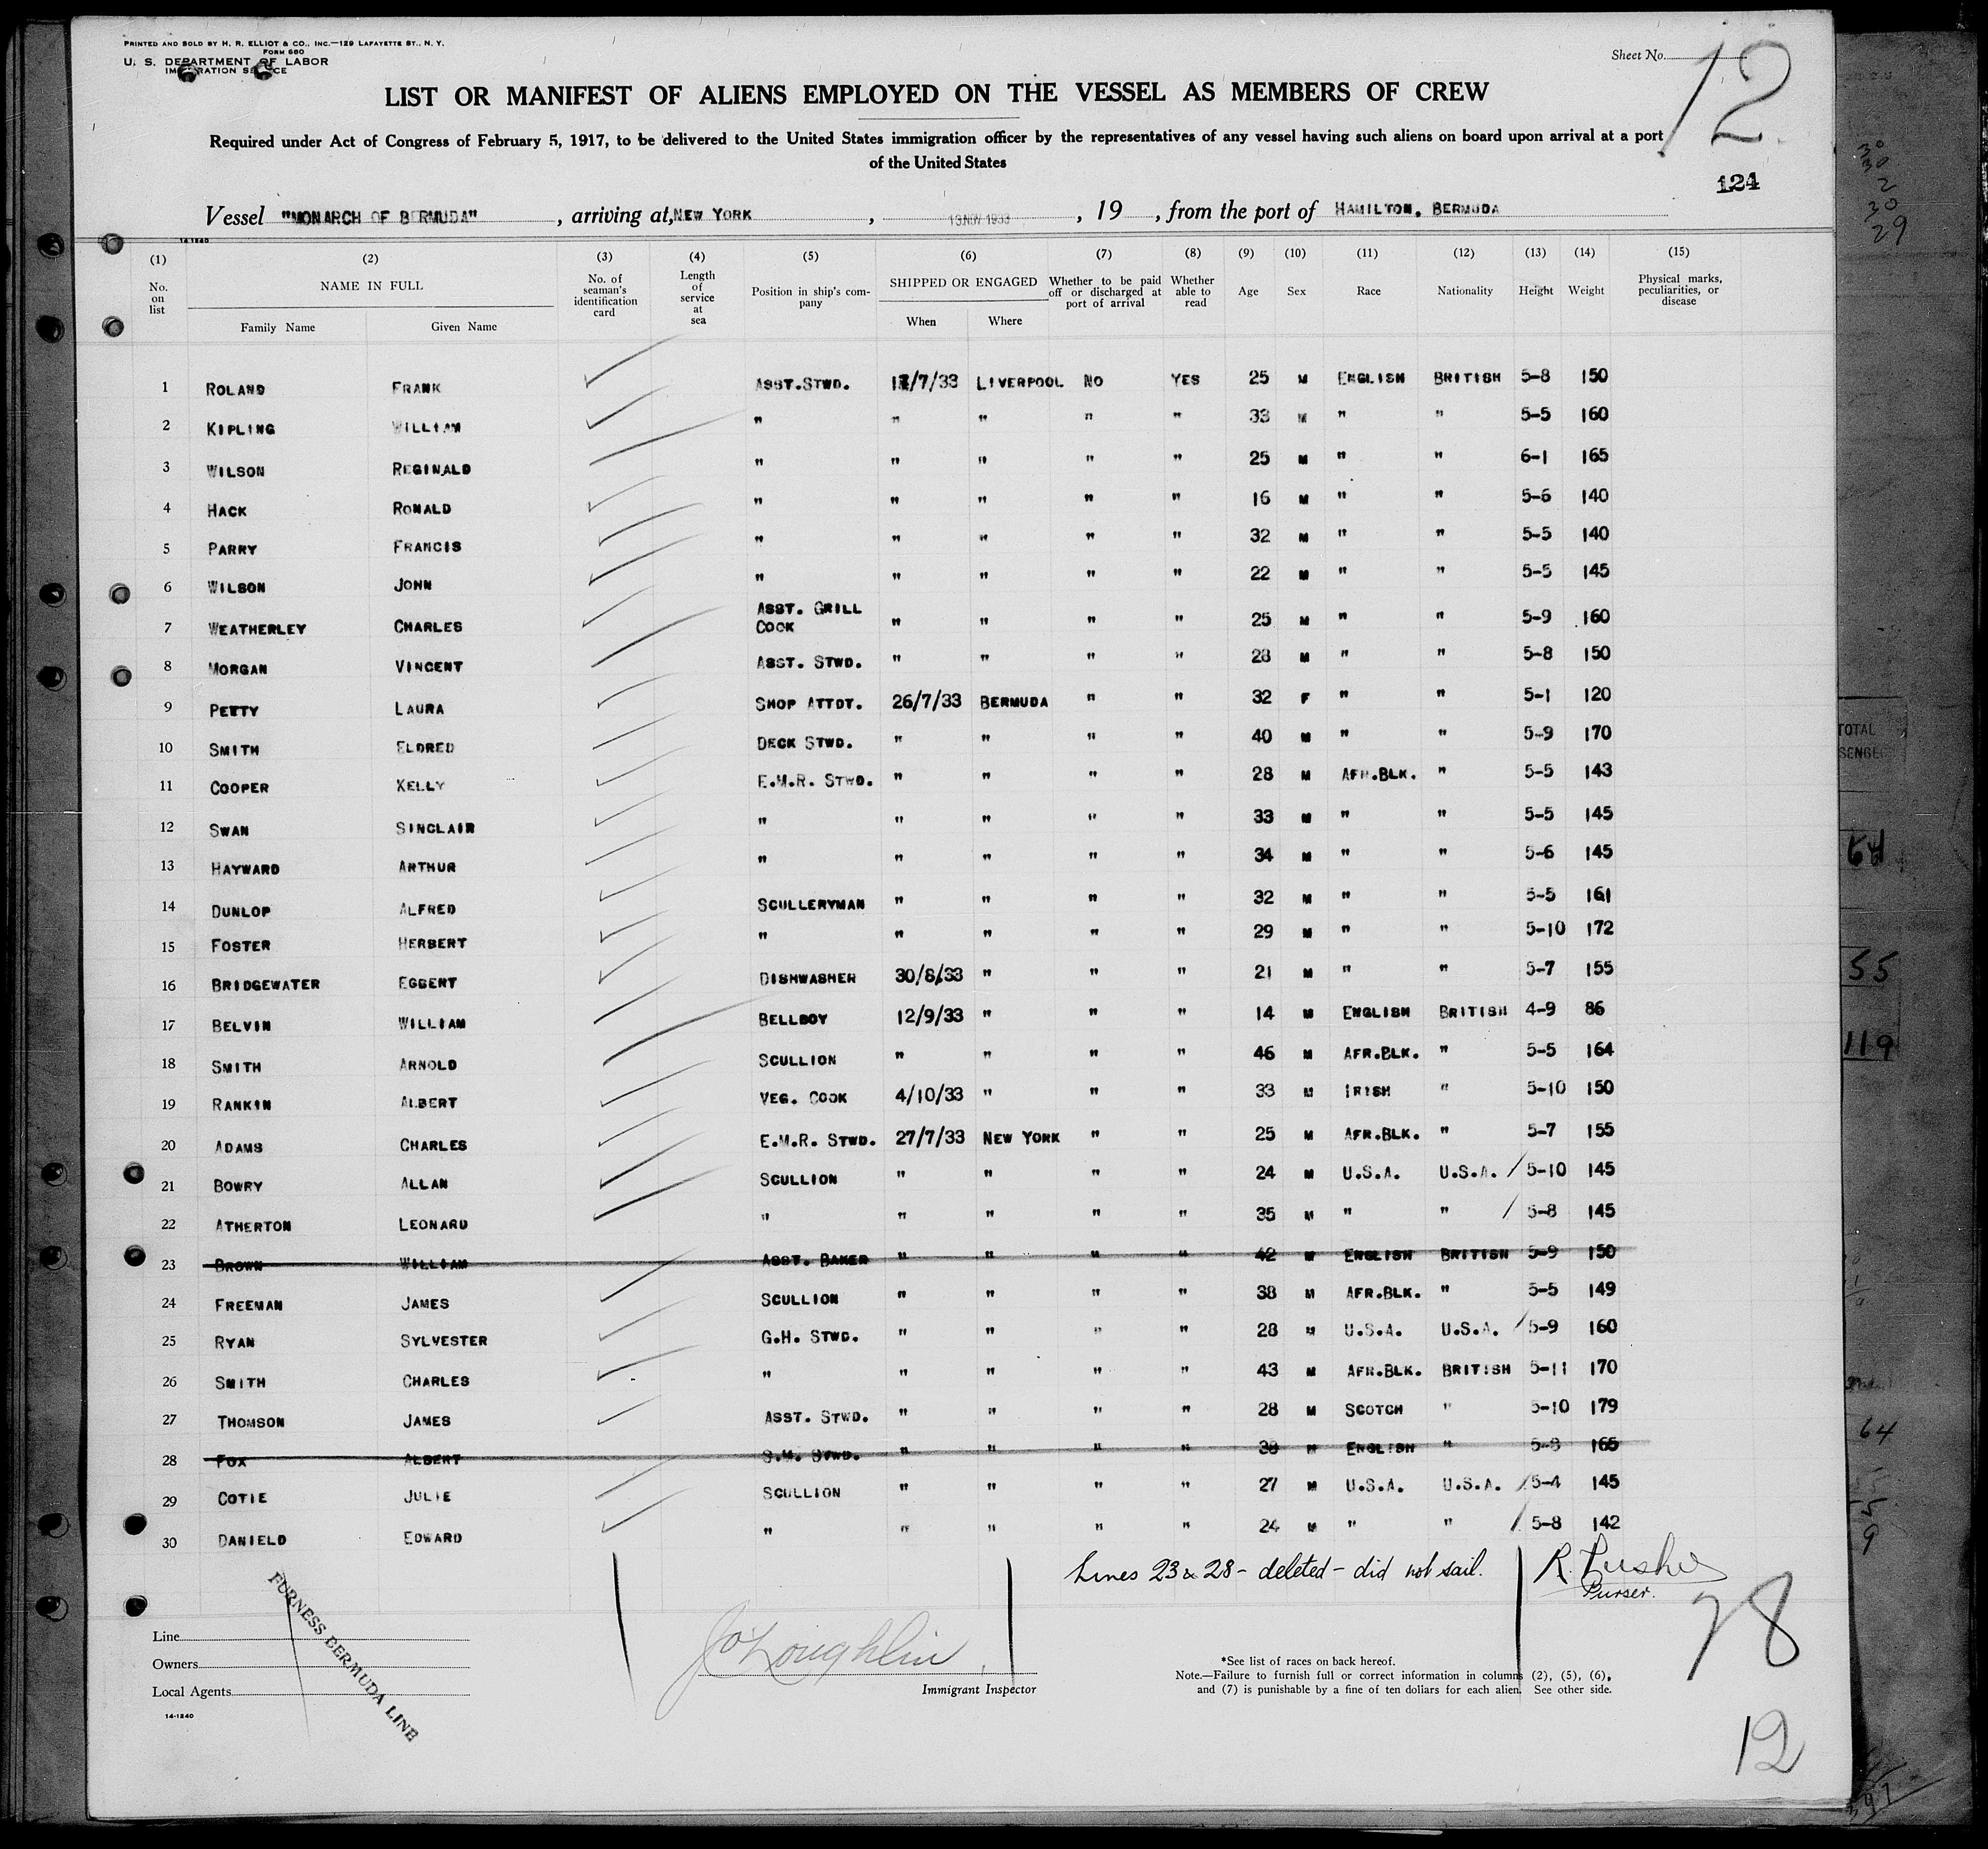 PRINTED AND SOLD BY H. R. ELLIOT & CO., INC.—129 LAFAYETTE ST., N. Y.
FORM 680
U. S. DEPARTMENT OF LABOR
IMMIGRATION SERVICE
Sheet No. 12
LIST OR MANIFEST OF ALIENS EMPLOYED ON THE VESSEL AS MEMBERS OF CREW
Required under Act of Congress of February 5, 1917, to be delivered to the United States immigration officer by the representatives of any vessel having such aliens on board upon arrival at a port
of the United States
124
Vessel "MONARCH OF BERMUDA", arriving at, NEW YORK, 13 NOV 1933, 19 , from the port of HAMILTON, BERMUDA
14-1240
(1) (2) (3) (4) (5) (6) (7) (8) (9) (10) (11) (12) (13) (14) (15)
No. on list NAME IN FULL Family Name Given Name No. of seaman's identification card Length of service at sea Position in ship's company SHIPPED OR ENGAGED When Where Whether to be paid off or discharged at port of arrival Whether able to read Age Sex Race Nationality Height Weight Physical marks, peculiarities, or disease
1 ROLAND FRANK ASST.STWD. /7/33 LIVERPOOL NO YES 25 M ENGLISH BRITISH 5-8 150
2 KIPLING WILLIAM " " " " " 33 M " " 5-5 160
3 WILSON REGINALD " " " " " 25 M " " 6-1 165
4 HACK RONALD " " " " " 16 M " " 5-6 140
5 PARRY FRANCIS " " " " " 32 M " " 5-5 140
6 WILSON JOHN " " " " " 22 M " " 5-5 145
7 WEATHERLEY CHARLES ASST. GRILL COOK " " " " 25 M " " 5-9 160
8 MORGAN VINCENT ASST. STWD. " " " " 28 M " " 5-8 150
9 PETTY LAURA SHOP ATTDT. 26/7/33 BERMUDA " " 32 F " " 5-1 120
10 SMITH ELDRED DECK STWD. " " " " 40 M " " 5-9 170
11 COOPER KELLY E.M.R. STWD. " " " " 28 M AFR.BLK. " 5-5 143
12 SWAN SINCLAIR " " " " " 33 M " " 5-5 145
13 HAYWARD ARTHUR " " " " " 34 M " " 5-6 145
14 DUNLOP ALFRED SCULLERYMAN " " " " 32 M " " 5-5 161
15 FOSTER HERBERT " " " " " 29 M " " 5-10 172
16 BRIDGEWATER EGBERT DISHWASHER 30/8/33 " " " 21 M " " 5-7 155
17 BELVIN WILLIAM BELLBOY 12/9/33 " " " 14 M ENGLISH BRITISH 4-9 86
18 SMITH ARNOLD SCULLION " " " " 46 M AFR.BLK. " 5-5 164
19 RANKIN ALBERT VEG. COOK 4/10/33 " " " 33 M IRISH " 5-10 150
20 ADAMS CHARLES E.M.R. STWD. 27/7/33 NEW YORK " " 25 M AFR.BLK. " 5-7 155
21 BOWRY ALLAN SCULLION " " " " 24 M U.S.A. U.S.A. / 5-10 145
22 ATHERTON LEONARD " " " " " 35 M " " / 5-8 145
23 BROWN WILLIAM ASST. BAKER " " " " 42 M ENGLISH BRITISH 5-9 150
24 FREEMAN JAMES SCULLION " " " " 38 M AFR.BLK. " 5-5 149
25 RYAN SYLVESTER G.H. STWD. " " " " 28 M U.S.A. U.S.A. / 5-9 160
26 SMITH CHARLES " " " " " 43 M AFR.BLK. BRITISH 5-11 170
27 THOMSON JAMES ASST. STWD. " " " " 28 M SCOTCH " 5-10 179
28 FOX ALBERT S.M. STWD. " " " " M ENGLISH " 165
29 COTIE JULIE SCULLION " " " " 27 M U.S.A. U.S.A. / 5-4 145
30 DANIELD EDWARD " " " " " 24 M " " / 5-8 142
Lines 23 & 28 - deleted - did not sail.
Purser.
78
Line
Owners
Local Agents
FURNESS BERMUDA LINE
14-1240
J O'Loughlin
Immigrant Inspector
*See list of races on back hereof.
Note.—Failure to furnish full or correct information in columns (2), (5), (6),
and (7) is punishable by a fine of ten dollars for each alien. See other side.
12
30
2
30
29
TOTAL
64
55
119
64